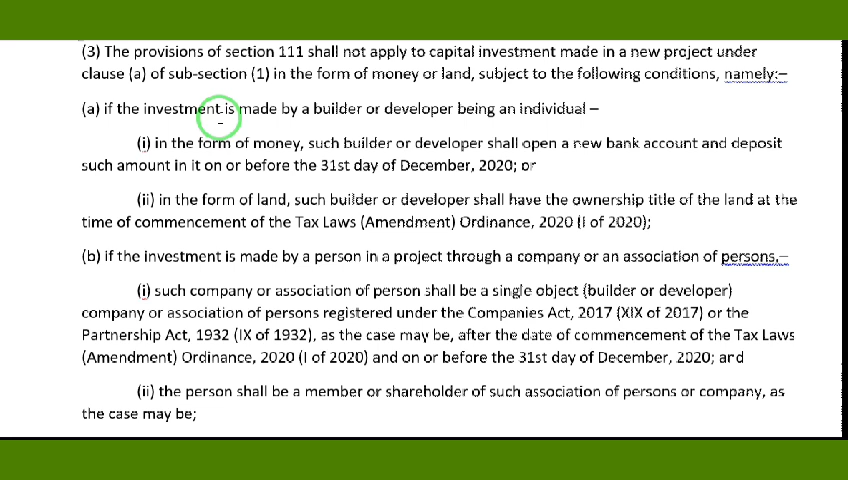 (3) The provisions of section 111 shall not apply to capital investment made in a new project under
clause (a) of sub-section (1) in the form of money or land, subject to the following conditions, namely:–
(a) if the investment is made by a builder or developer being an individual –
(i) in the form of money, such builder or developer shall open a new bank account and deposit
such amount in it on or before the 31st day of December, 2020; or
(ii) in the form of land, such builder or developer shall have the ownership title of the land at the
time of commencement of the Tax Laws (Amendment) Ordinance, 2020 (I of 2020);
(b) if the investment is made by a person in a project through a company or an association of persons,–
(i) such company or association of person shall be a single object (builder or developer)
company or association of persons registered under the Companies Act, 2017 (XIX of 2017) or the
Partnership Act, 1932 (IX of 1932), as the case may be, after the date of commencement of the Tax Laws
(Amendment) Ordinance, 2020 (I of 2020) and on or before the 31st day of December, 2020; and
(ii) the person shall be a member or shareholder of such association of persons or company, as
the case may be;